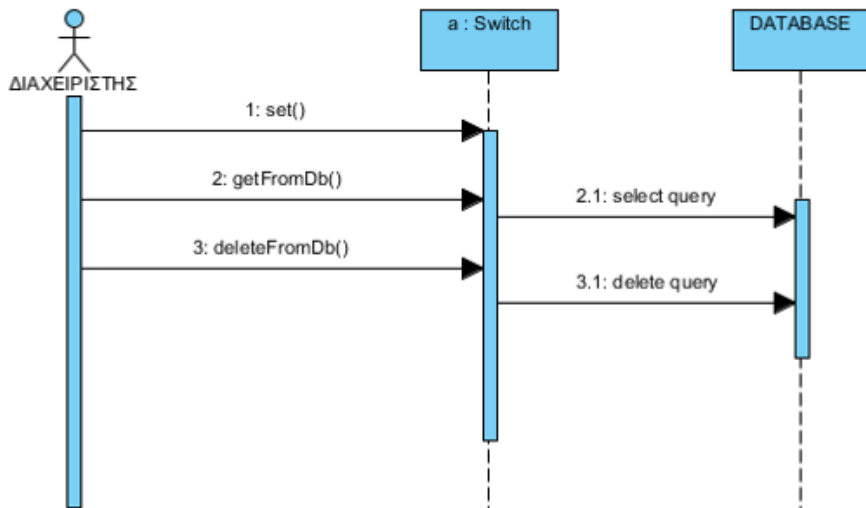 a : Switch
DATABASE
ΔΙΑΧΕΙΡΙΣΤΗΣ
1: set()
2: getFromDb()
2.1: select query
3: deleteFromDb()
3.1: delete query